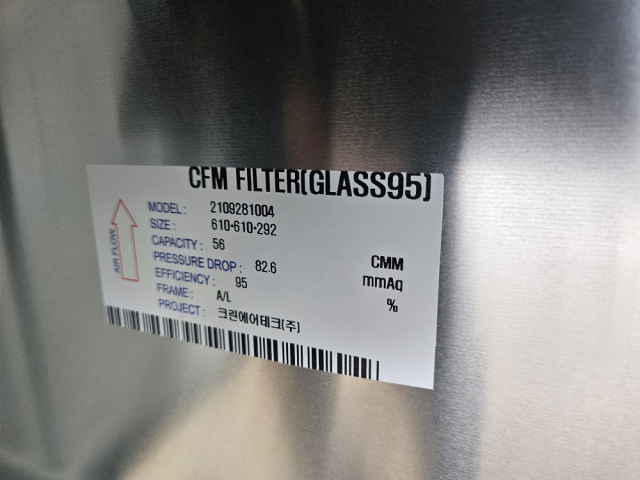 CFM FILTER(GLASS95)
AIR FLOW
MODEL: 2109281004
SIZE: 610*610*292
CAPACITY: 56 CMM
PRESSURE DROP: 82.6 mmAq
EFFICIENCY: 95 %
FRAME: A/L
PROJECT: 크린에어테크(주)